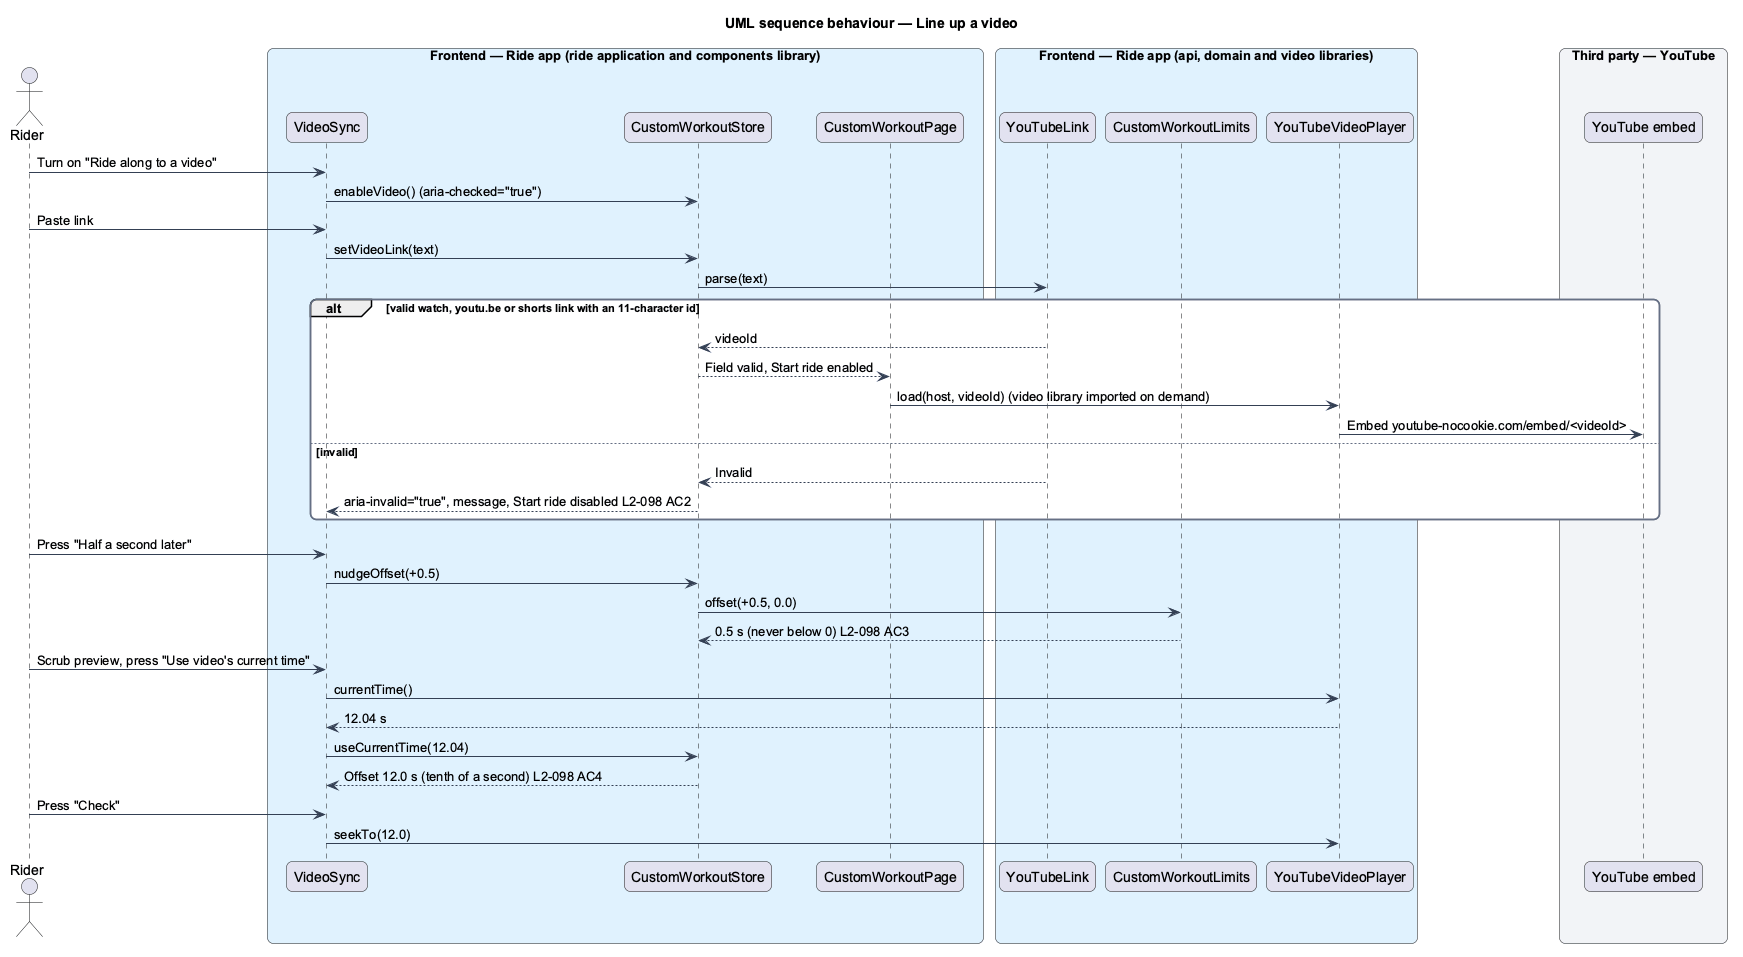 UML sequence behaviour — Line up a video
Frontend — Ride app (ride application and components library)
Frontend — Ride app (api, domain and video libraries)
Third party — YouTube
Rider
VideoSync
CustomWorkoutStore
CustomWorkoutPage
YouTubeLink
CustomWorkoutLimits
YouTubeVideoPlayer
YouTube embed
Turn on "Ride along to a video"
enableVideo() (aria-checked="true")
Paste link
setVideoLink(text)
parse(text)
alt
[valid watch, youtu.be or shorts link with an 11-character id]
videoId
Field valid, Start ride enabled
load(host, videoId) (video library imported on demand)
Embed youtube-nocookie.com/embed/<videoId>
[invalid]
Invalid
aria-invalid="true", message, Start ride disabled L2-098 AC2
Press "Half a second later"
nudgeOffset(+0.5)
offset(+0.5, 0.0)
0.5 s (never below 0) L2-098 AC3
Scrub preview, press "Use video's current time"
currentTime()
12.04 s
useCurrentTime(12.04)
Offset 12.0 s (tenth of a second) L2-098 AC4
Press "Check"
seekTo(12.0)
Rider
VideoSync
CustomWorkoutStore
CustomWorkoutPage
YouTubeLink
CustomWorkoutLimits
YouTubeVideoPlayer
YouTube embed